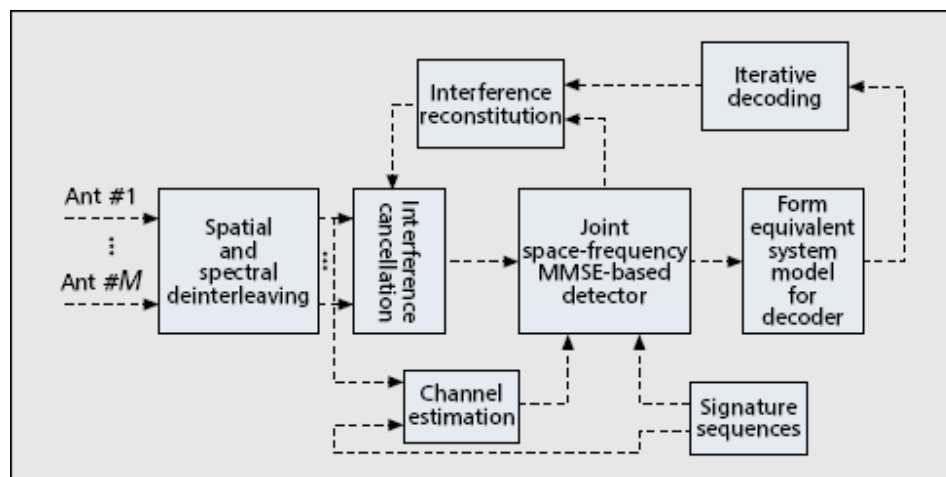 Interference
reconstitution
Iterative
decoding
Ant #1
⋮
Ant #M
Spatial
and
spectral
deinterleaving
⋮
Interference
cancellation
Joint
space-frequency
MMSE-based
detector
Form
equivalent
system
model
for
decoder
Channel
estimation
Signature
sequences